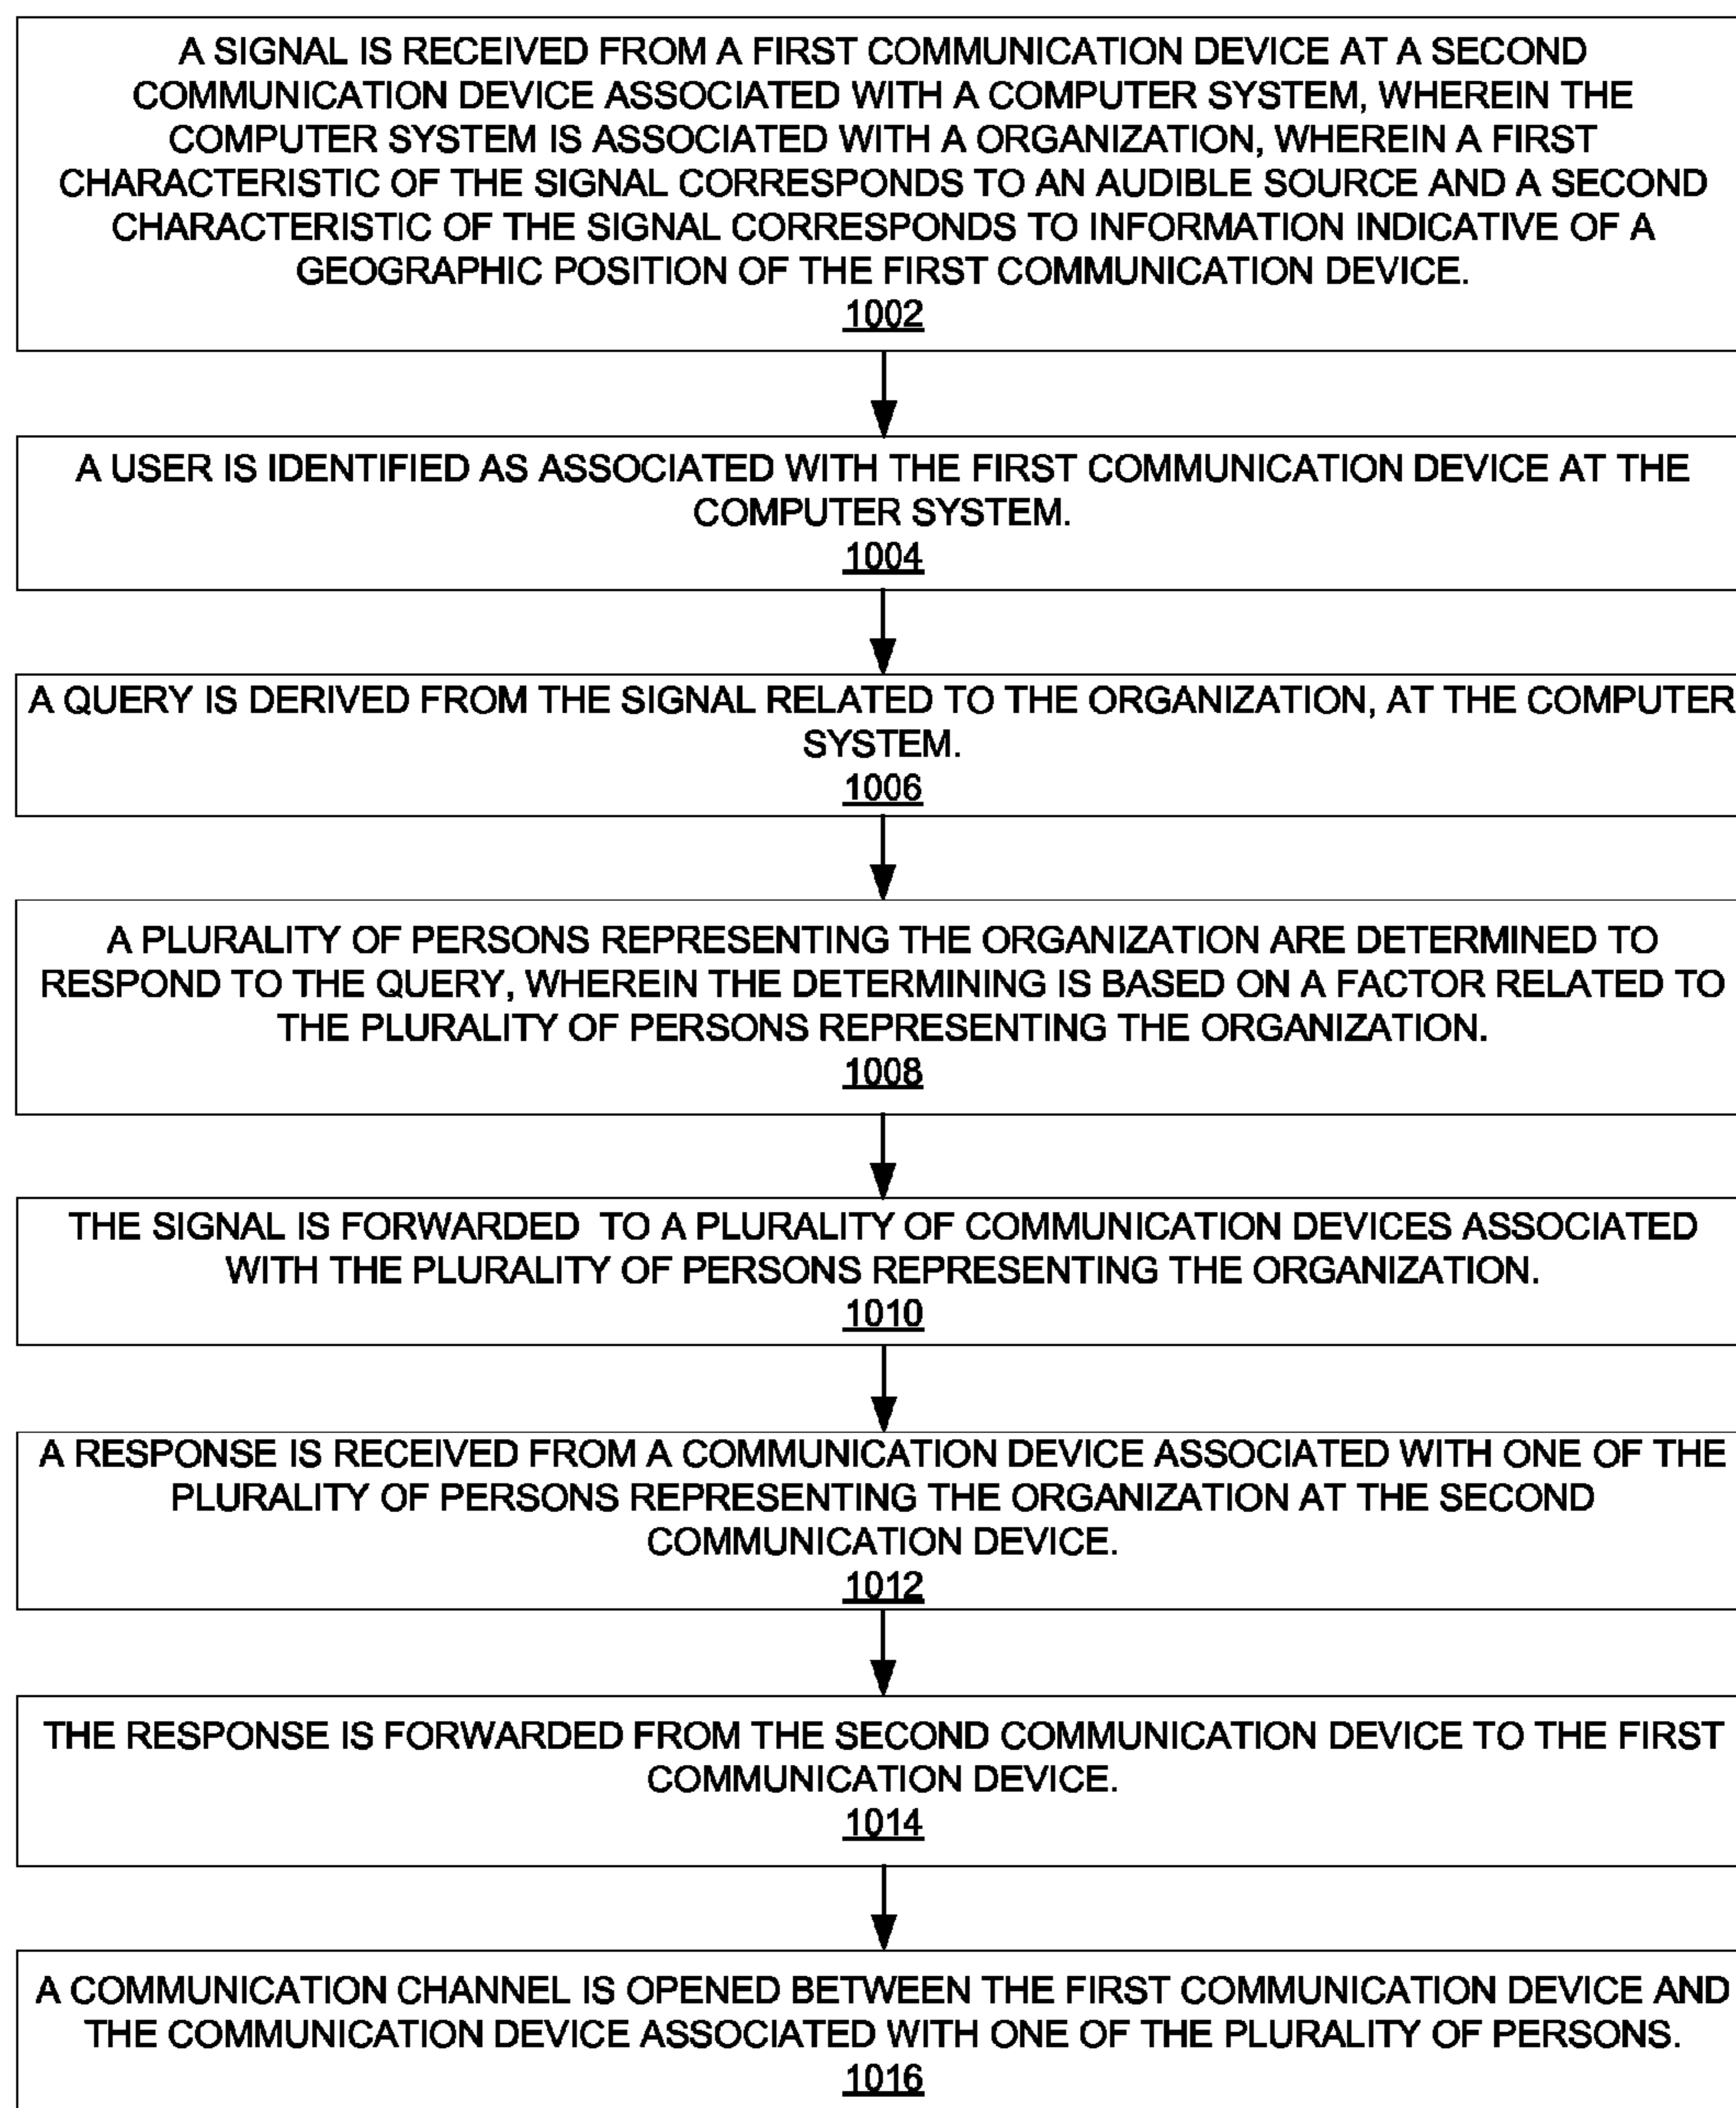 A SIGNAL IS RECEIVED FROM A FIRST COMMUNICATION DEVICE AT A SECOND
COMMUNICATION DEVICE ASSOCIATED WITH A COMPUTER SYSTEM, WHEREIN THE
COMPUTER SYSTEM IS ASSOCIATED WITH A ORGANIZATION, WHEREIN A FIRST
CHARACTERISTIC OF THE SIGNAL CORRESPONDS TO AN AUDIBLE SOURCE AND A SECOND
CHARACTERISTIC OF THE SIGNAL CORRESPONDS TO INFORMATION INDICATIVE OF A
GEOGRAPHIC POSITION OF THE FIRST COMMUNICATION DEVICE.
1002
A USER IS IDENTIFIED AS ASSOCIATED WITH THE FIRST COMMUNICATION DEVICE AT THE
COMPUTER SYSTEM.
1004
A QUERY IS DERIVED FROM THE SIGNAL RELATED TO THE ORGANIZATION, AT THE COMPUTER
SYSTEM.
1006
A PLURALITY OF PERSONS REPRESENTING THE ORGANIZATION ARE DETERMINED TO
RESPOND TO THE QUERY, WHEREIN THE DETERMINING IS BASED ON A FACTOR RELATED TO
THE PLURALITY OF PERSONS REPRESENTING THE ORGANIZATION.
1008
THE SIGNAL IS FORWARDED TO A PLURALITY OF COMMUNICATION DEVICES ASSOCIATED
WITH THE PLURALITY OF PERSONS REPRESENTING THE ORGANIZATION.
1010
A RESPONSE IS RECEIVED FROM A COMMUNICATION DEVICE ASSOCIATED WITH ONE OF THE
PLURALITY OF PERSONS REPRESENTING THE ORGANIZATION AT THE SECOND
COMMUNICATION DEVICE.
1012
THE RESPONSE IS FORWARDED FROM THE SECOND COMMUNICATION DEVICE TO THE FIRST
COMMUNICATION DEVICE.
1014
A COMMUNICATION CHANNEL IS OPENED BETWEEN THE FIRST COMMUNICATION DEVICE AND
THE COMMUNICATION DEVICE ASSOCIATED WITH ONE OF THE PLURALITY OF PERSONS.
1016